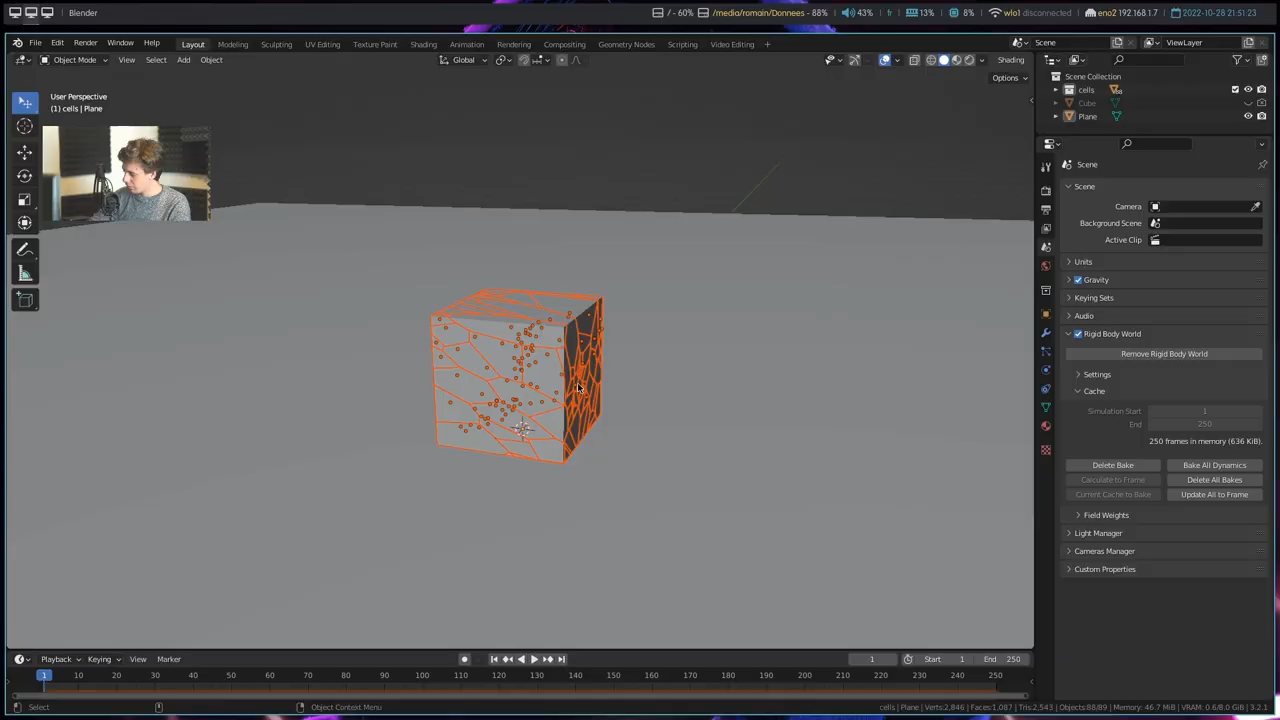 Blender
/ - 60%
/media/romain/Donnees - 88%
43%
fr
13%
8%
wlo1 disconnected
eno2 192.168.1.7
2022-10-28 21:51:23
File Edit Render Window Help
Layout Modeling Sculpting UV Editing Texture Paint Shading Animation Rendering Compositing Geometry Nodes Scripting Video Editing +
Scene
ViewLayer
Object Mode View Select Add Object
Global
Shading
Options
User Perspective
(1) cells | Plane
Scene Collection
cells
Cube
Plane
Scene
Scene
Camera
Background Scene
Active Clip
Units
Gravity
Keying Sets
Audio
Rigid Body World
Remove Rigid Body World
Settings
Cache
Simulation Start 1
End 250
250 frames in memory (636 KiB).
Delete Bake Bake All Dynamics
Calculate to Frame Delete All Bakes
Current Cache to Bake Update All to Frame
Field Weights
Light Manager
Cameras Manager
Custom Properties
Playback Keying View Marker
1
Start 1
End 250
1 10 20 30 40 50 60 70 80 90 100 110 120 130 140 150 160 170 180 190 200 210 220 230 240 250
Select
Object Context Menu
cells | Plane | Verts:2,846 | Faces:1,087 | Tris:2,543 | Objects:88/89 | Memory: 46.7 MiB | VRAM: 0.6/8.0 GiB | 3.2.1